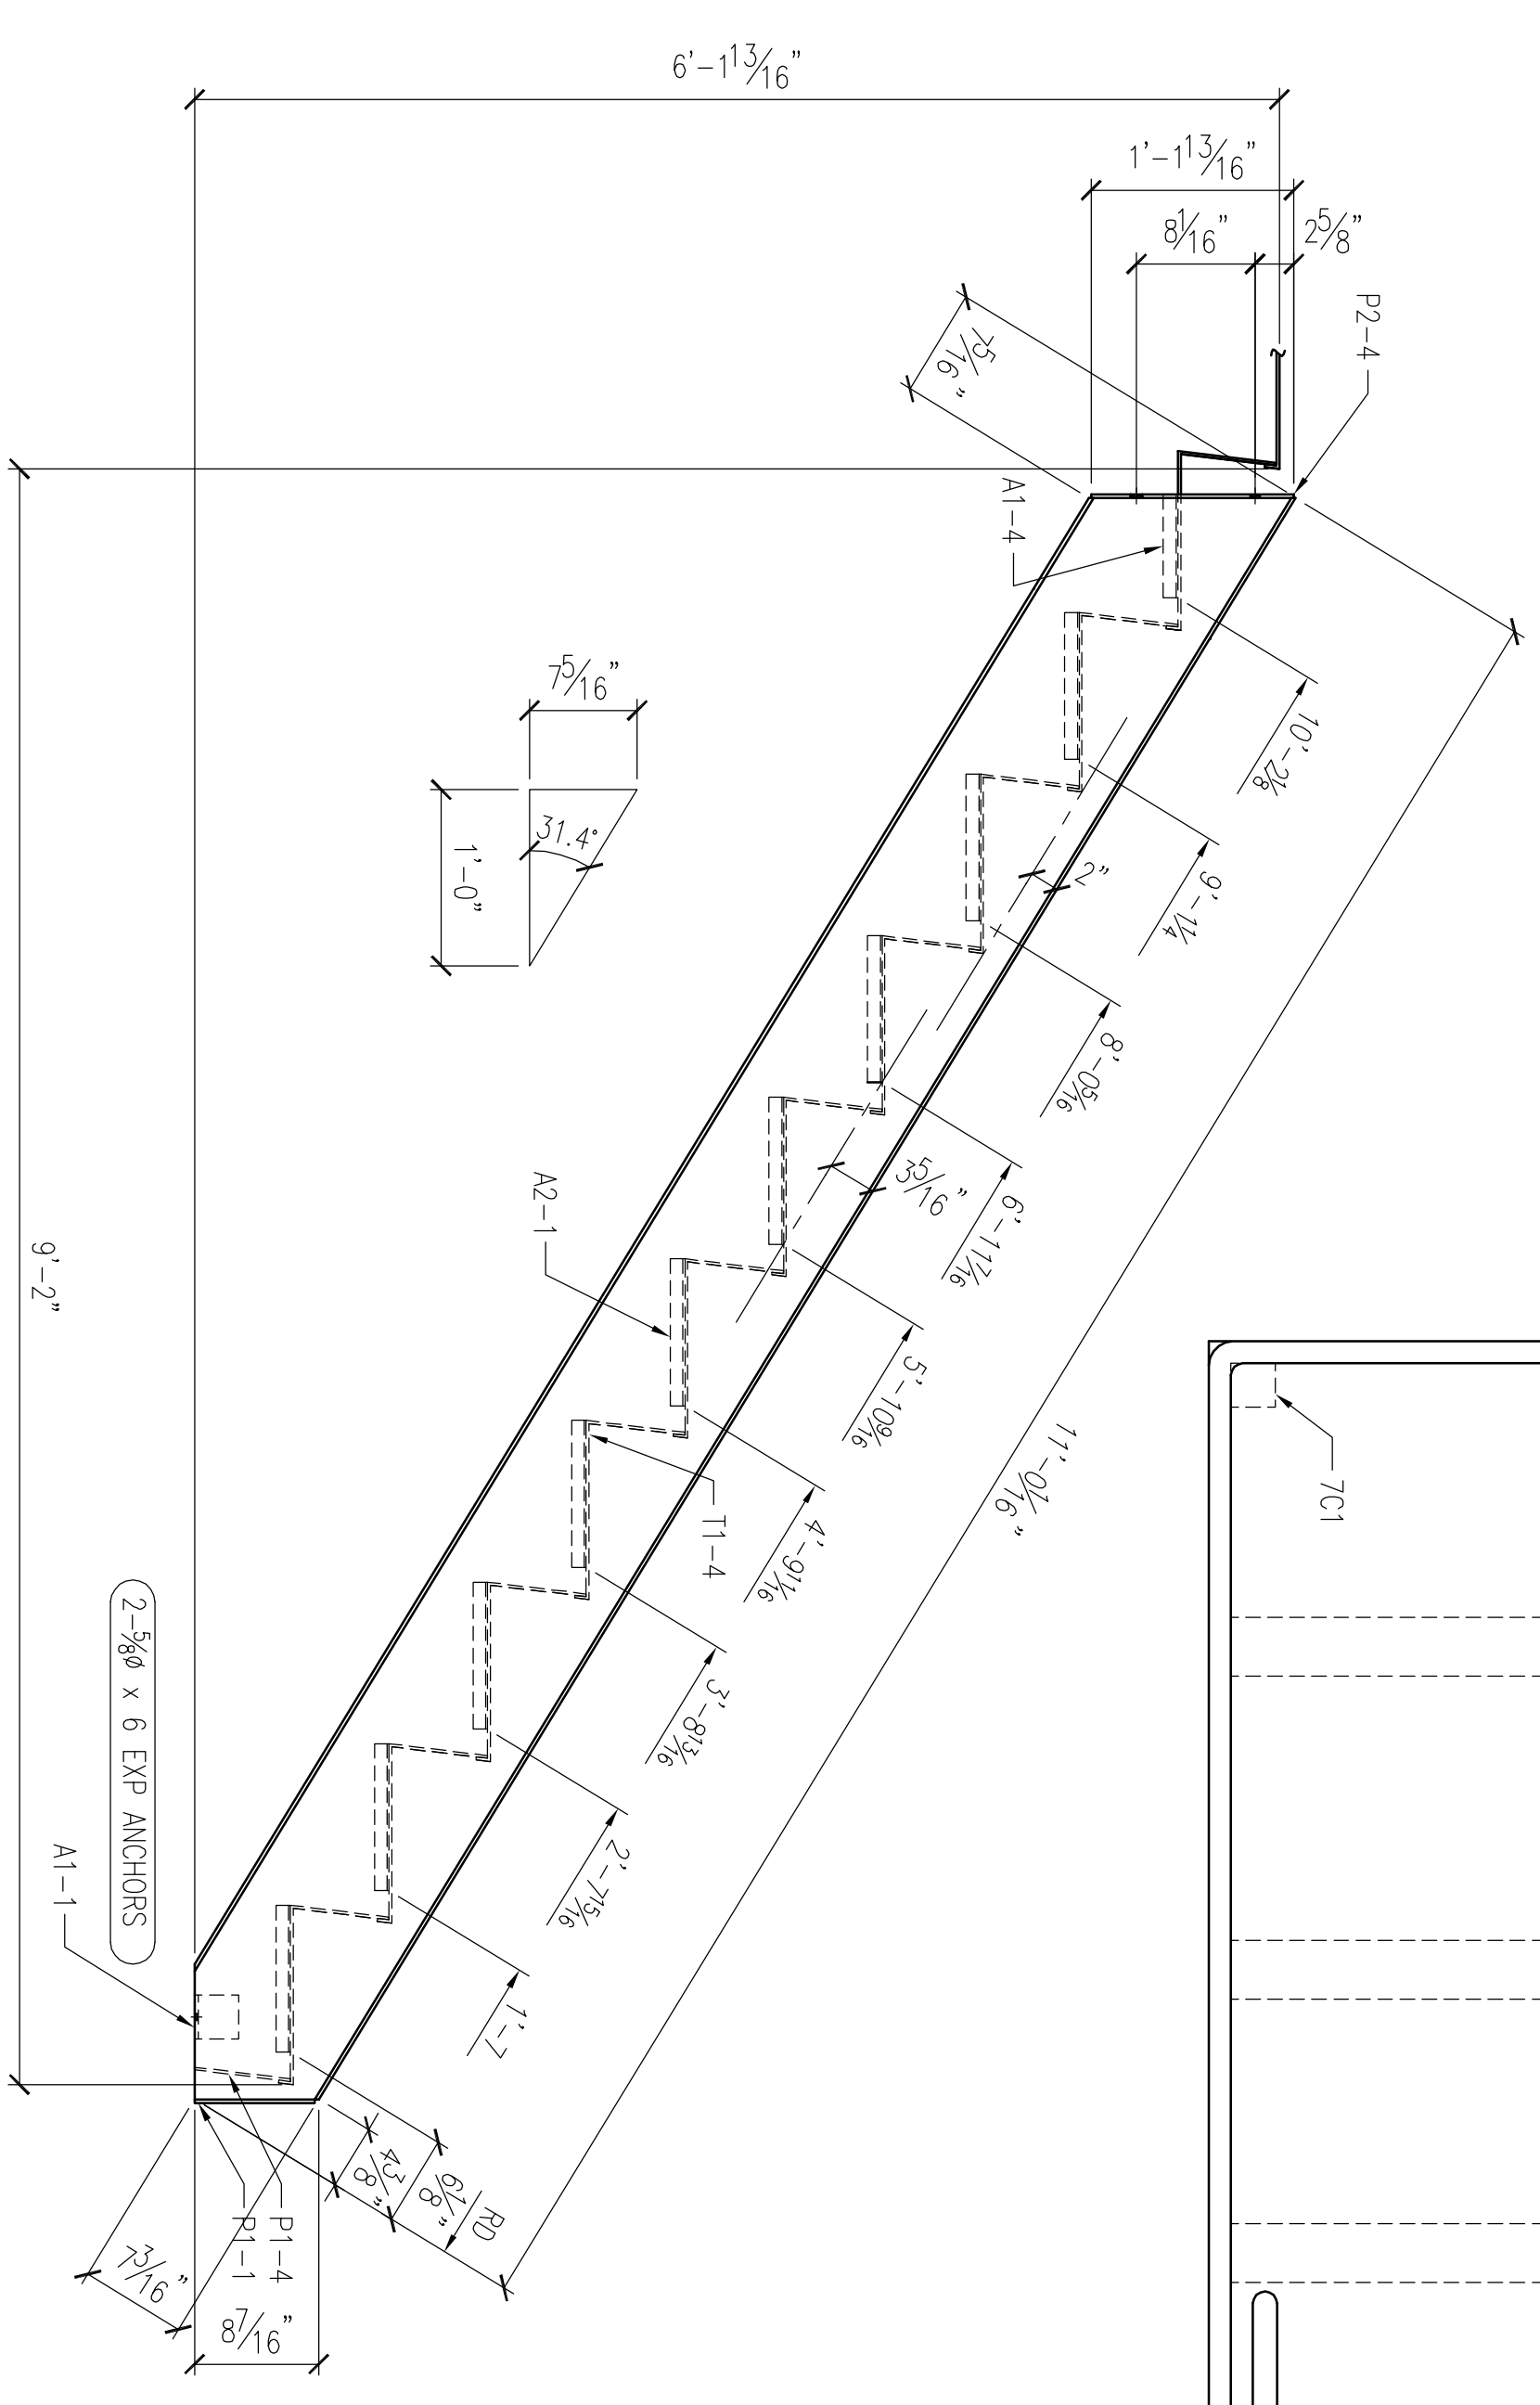 6'-1 13/16"
1'-1 13/16"
8 1/16"
2 5/8"
P2-4
7 5/16"
A1-4
10'-2 1/8
7 5/16"
31.4°
1'-0"
9'-1 1/4
2"
8'-0 5/16
3 5/16"
6'-11 7/16
A2-1
5'-10 9/16
11'-0 1/16"
9'-2"
7C1
4'-9 11/16
T1-4
3'-8 13/16
2-5/8ø x 6 EXP ANCHORS
2'-7 15/16
A1-1
1'-7
4 3/8"
6 1/8"
RD
P1-4
P1-1
7 3/16"
8 7/16"